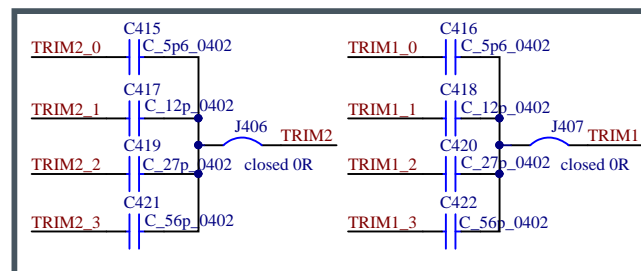 C415 C416
TRIM2_0 C_5p6_0402 TRIM1_0 C_5p6_0402
C417 C418
TRIM2_1 C_12p_0402 TRIM1_1 C_12p_0402
J406 TRIM2 J407 TRIM1
C419 C420
TRIM2_2 C_27p_0402 closed 0R TRIM1_2 C_27p_0402 closed 0R
C421 C422
TRIM2_3 C_56p_0402 TRIM1_3 C_56p_0402